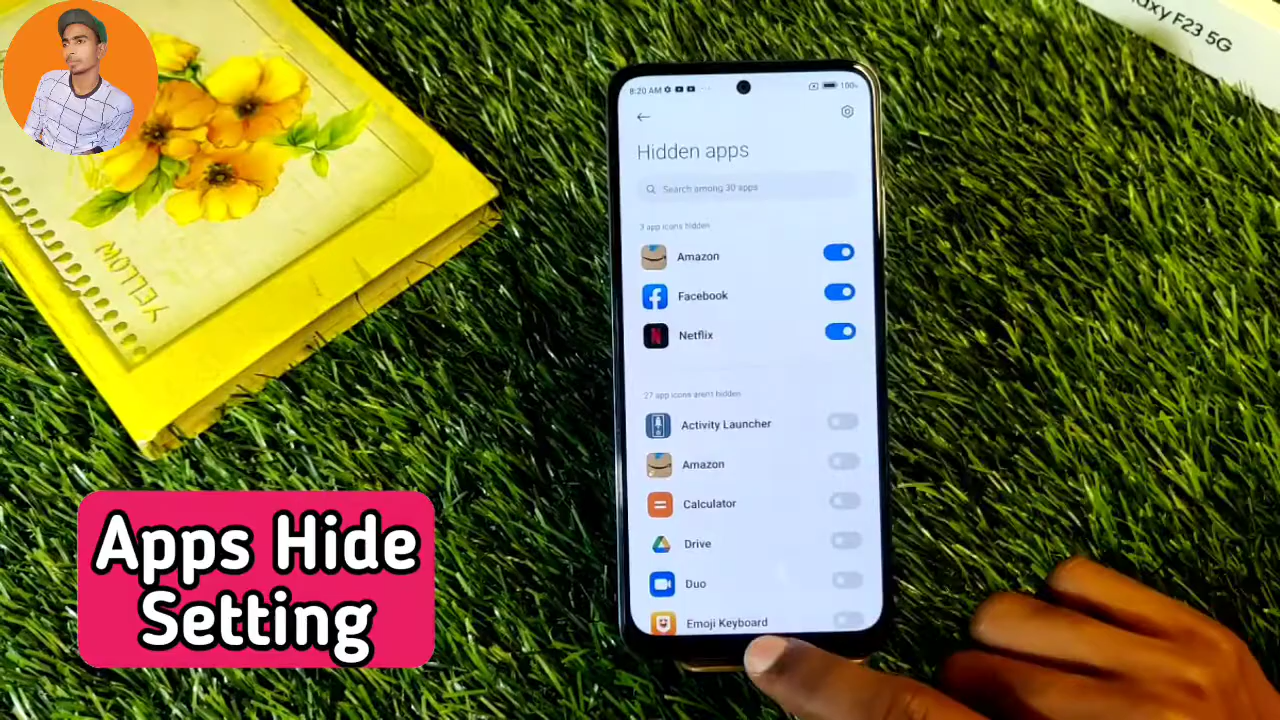 axy F23 5G
YELLOW
8:20 AM
100%
Hidden apps
Search among 30 apps
3 app icons hidden
Amazon
Facebook
Netflix
27 app icons aren't hidden
Activity Launcher
Amazon
Calculator
Drive
Duo
Emoji Keyboard
Apps Hide
Setting